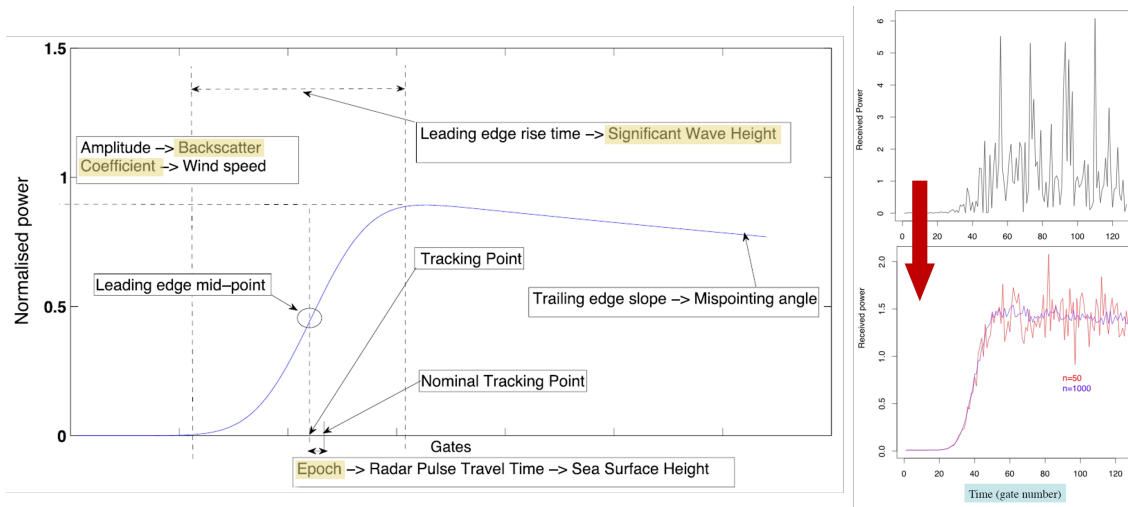 1.5
Leading edge rise time –> Significant Wave Height
Amplitude –> Backscatter
Coefficient –> Wind speed
1
Normalised power
Tracking Point
Leading edge mid–point
Trailing edge slope –> Mispointing angle
0.5
Nominal Tracking Point
0
Gates
Epoch –> Radar Pulse Travel Time –> Sea Surface Height
Received Power
6
5
4
3
2
1
0
0 20 40 60 80 100 120
Received power
2.0
1.5
1.0
0.5
0.0
n=50
n=1000
0 20 40 60 80 100 120
Time (gate number)